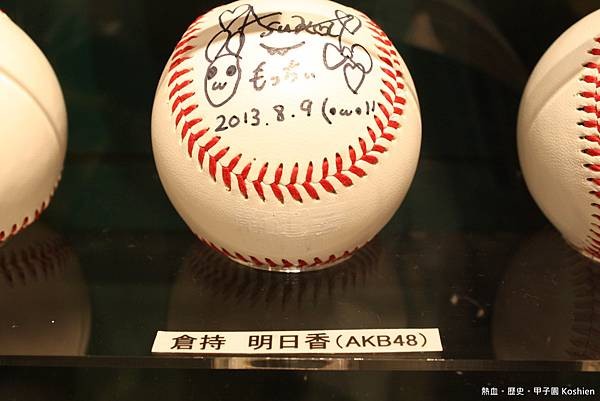 Asuka
もっちぃ
2013.8.9 (•ω•)!!
倉持 明日香(AKB48)
熱血・歷史・甲子園 Koshien